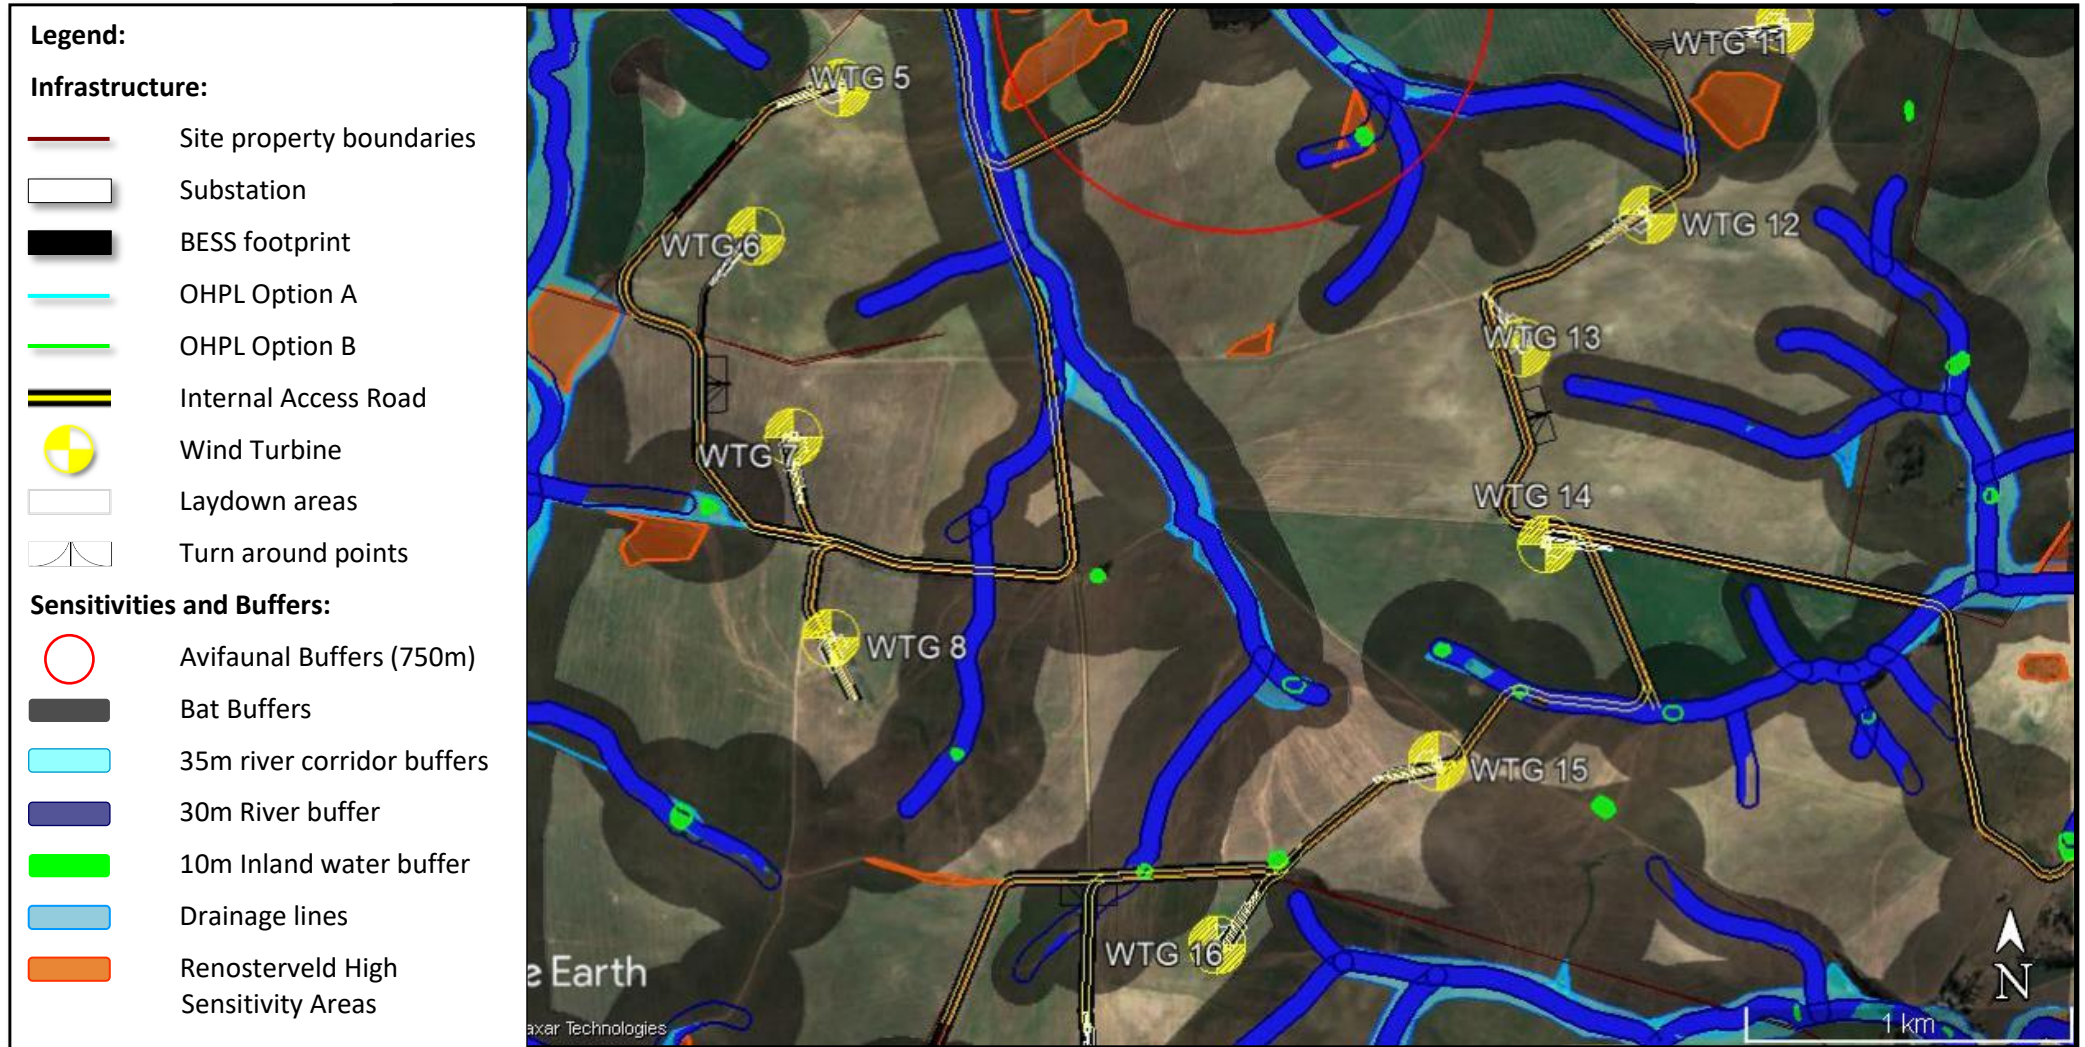 Legend:
Infrastructure:
Site property boundaries
Substation
BESS footprint
OHPL Option A
OHPL Option B
Internal Access Road
Wind Turbine
Laydown areas
Turn around points
Sensitivities and Buffers:
Avifaunal Buffers (750m)
Bat Buffers
35m river corridor buffers
30m River buffer
10m Inland water buffer
Drainage lines
Renosterveld High
Sensitivity Areas
WTG 11
WTG 5
WTG 12
WTG 6
WTG 13
WTG 7
WTG 14
WTG 8
WTG 15
WTG 16
e Earth
axar Technologies
N
1 km